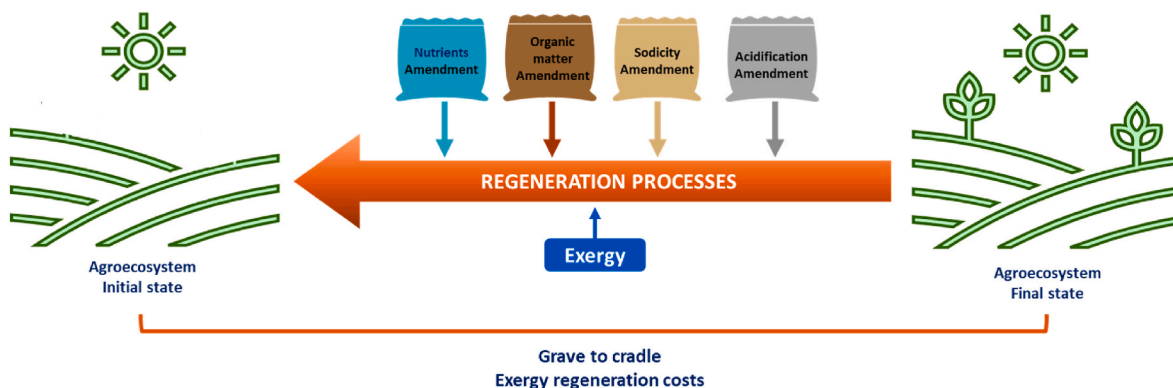 Nutrients
Amendment
Organic
matter
Amendment
Sodicity
Amendment
Acidification
Amendment
REGENERATION PROCESSES
Exergy
Agroecosystem
Initial state
Agroecosystem
Final state
Grave to cradle
Exergy regeneration costs